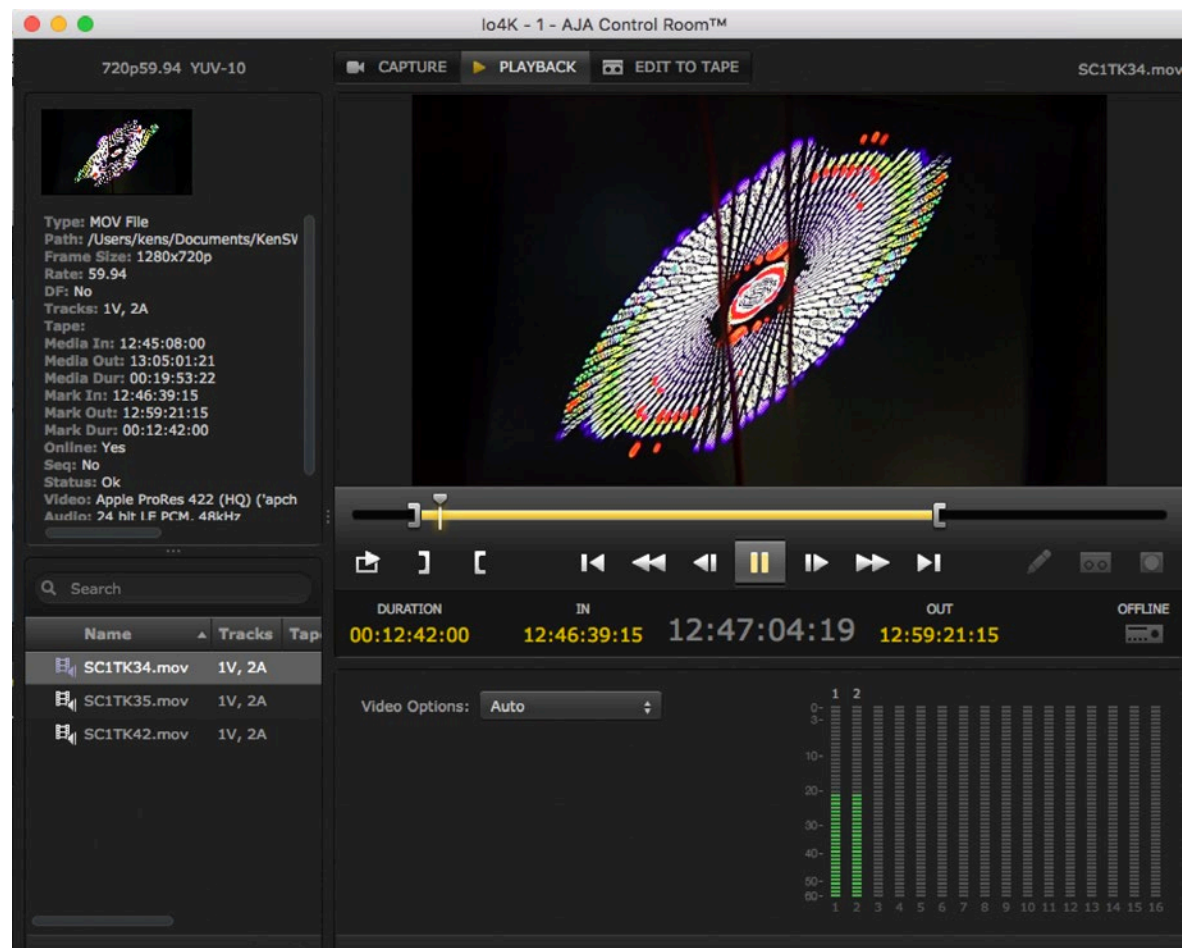 Io4K - 1 - AJA Control Room™
720p59.94 YUV-10
CAPTURE PLAYBACK EDIT TO TAPE
SC1TK34.mov
Type: MOV File
Path: /Users/kens/Documents/KenSW
Frame Size: 1280x720p
Rate: 59.94
DF: No
Tracks: 1V, 2A
Tape:
Media In: 12:45:08:00
Media Out: 13:05:01:21
Media Dur: 00:19:53:22
Mark In: 12:46:39:15
Mark Out: 12:59:21:15
Mark Dur: 00:12:42:00
Online: Yes
Seq: No
Status: Ok
Video: Apple ProRes 422 (HQ) ('apch
Audio: 24 bit LE PCM, 48kHz
Search
Name Tracks Tap
SC1TK34.mov 1V, 2A
SC1TK35.mov 1V, 2A
SC1TK42.mov 1V, 2A
DURATION IN OUT OFFLINE
00:12:42:00 12:46:39:15 12:47:04:19 12:59:21:15
Video Options: Auto
1 2
0-
3-
10-
20-
30-
40-
50-
60-
1 2 3 4 5 6 7 8 9 10 11 12 13 14 15 16